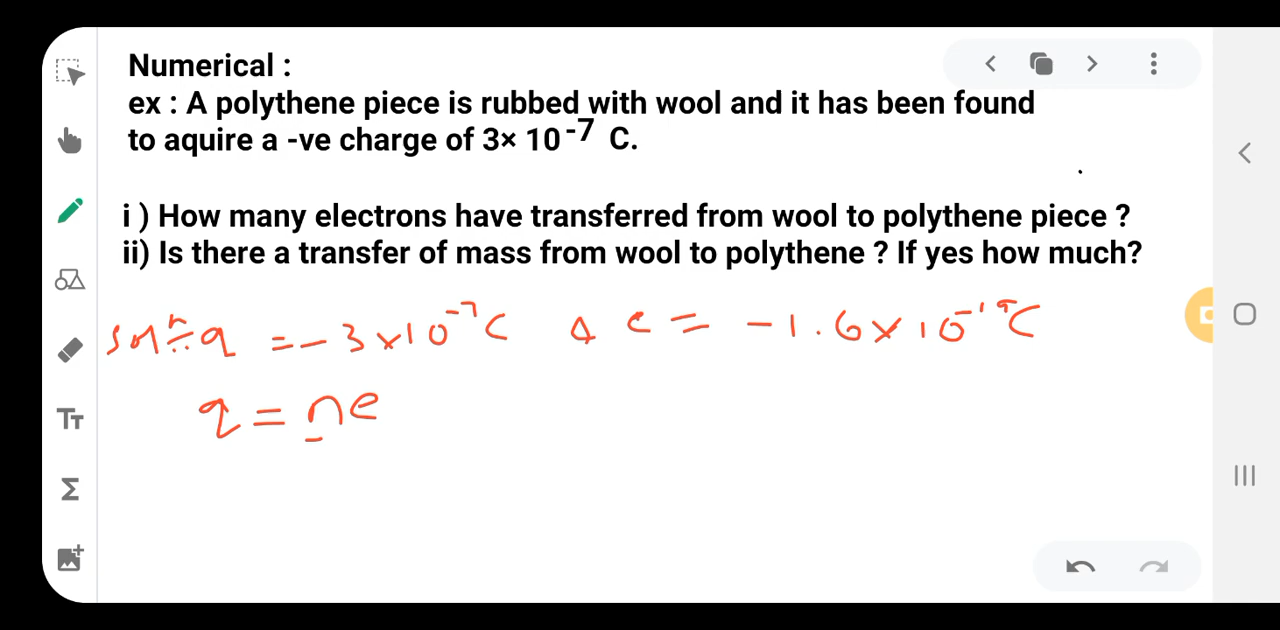 Numerical :
ex : A polythene piece is rubbed with wool and it has been found
to aquire a -ve charge of 3× 10⁻⁷ C.
i ) How many electrons have transferred from wool to polythene piece ?
ii) Is there a transfer of mass from wool to polythene ? If yes how much?
solⁿ:- q = -3×10⁻⁷C & e = -1.6×10⁻¹⁹C
q = ne
Tт
Σ